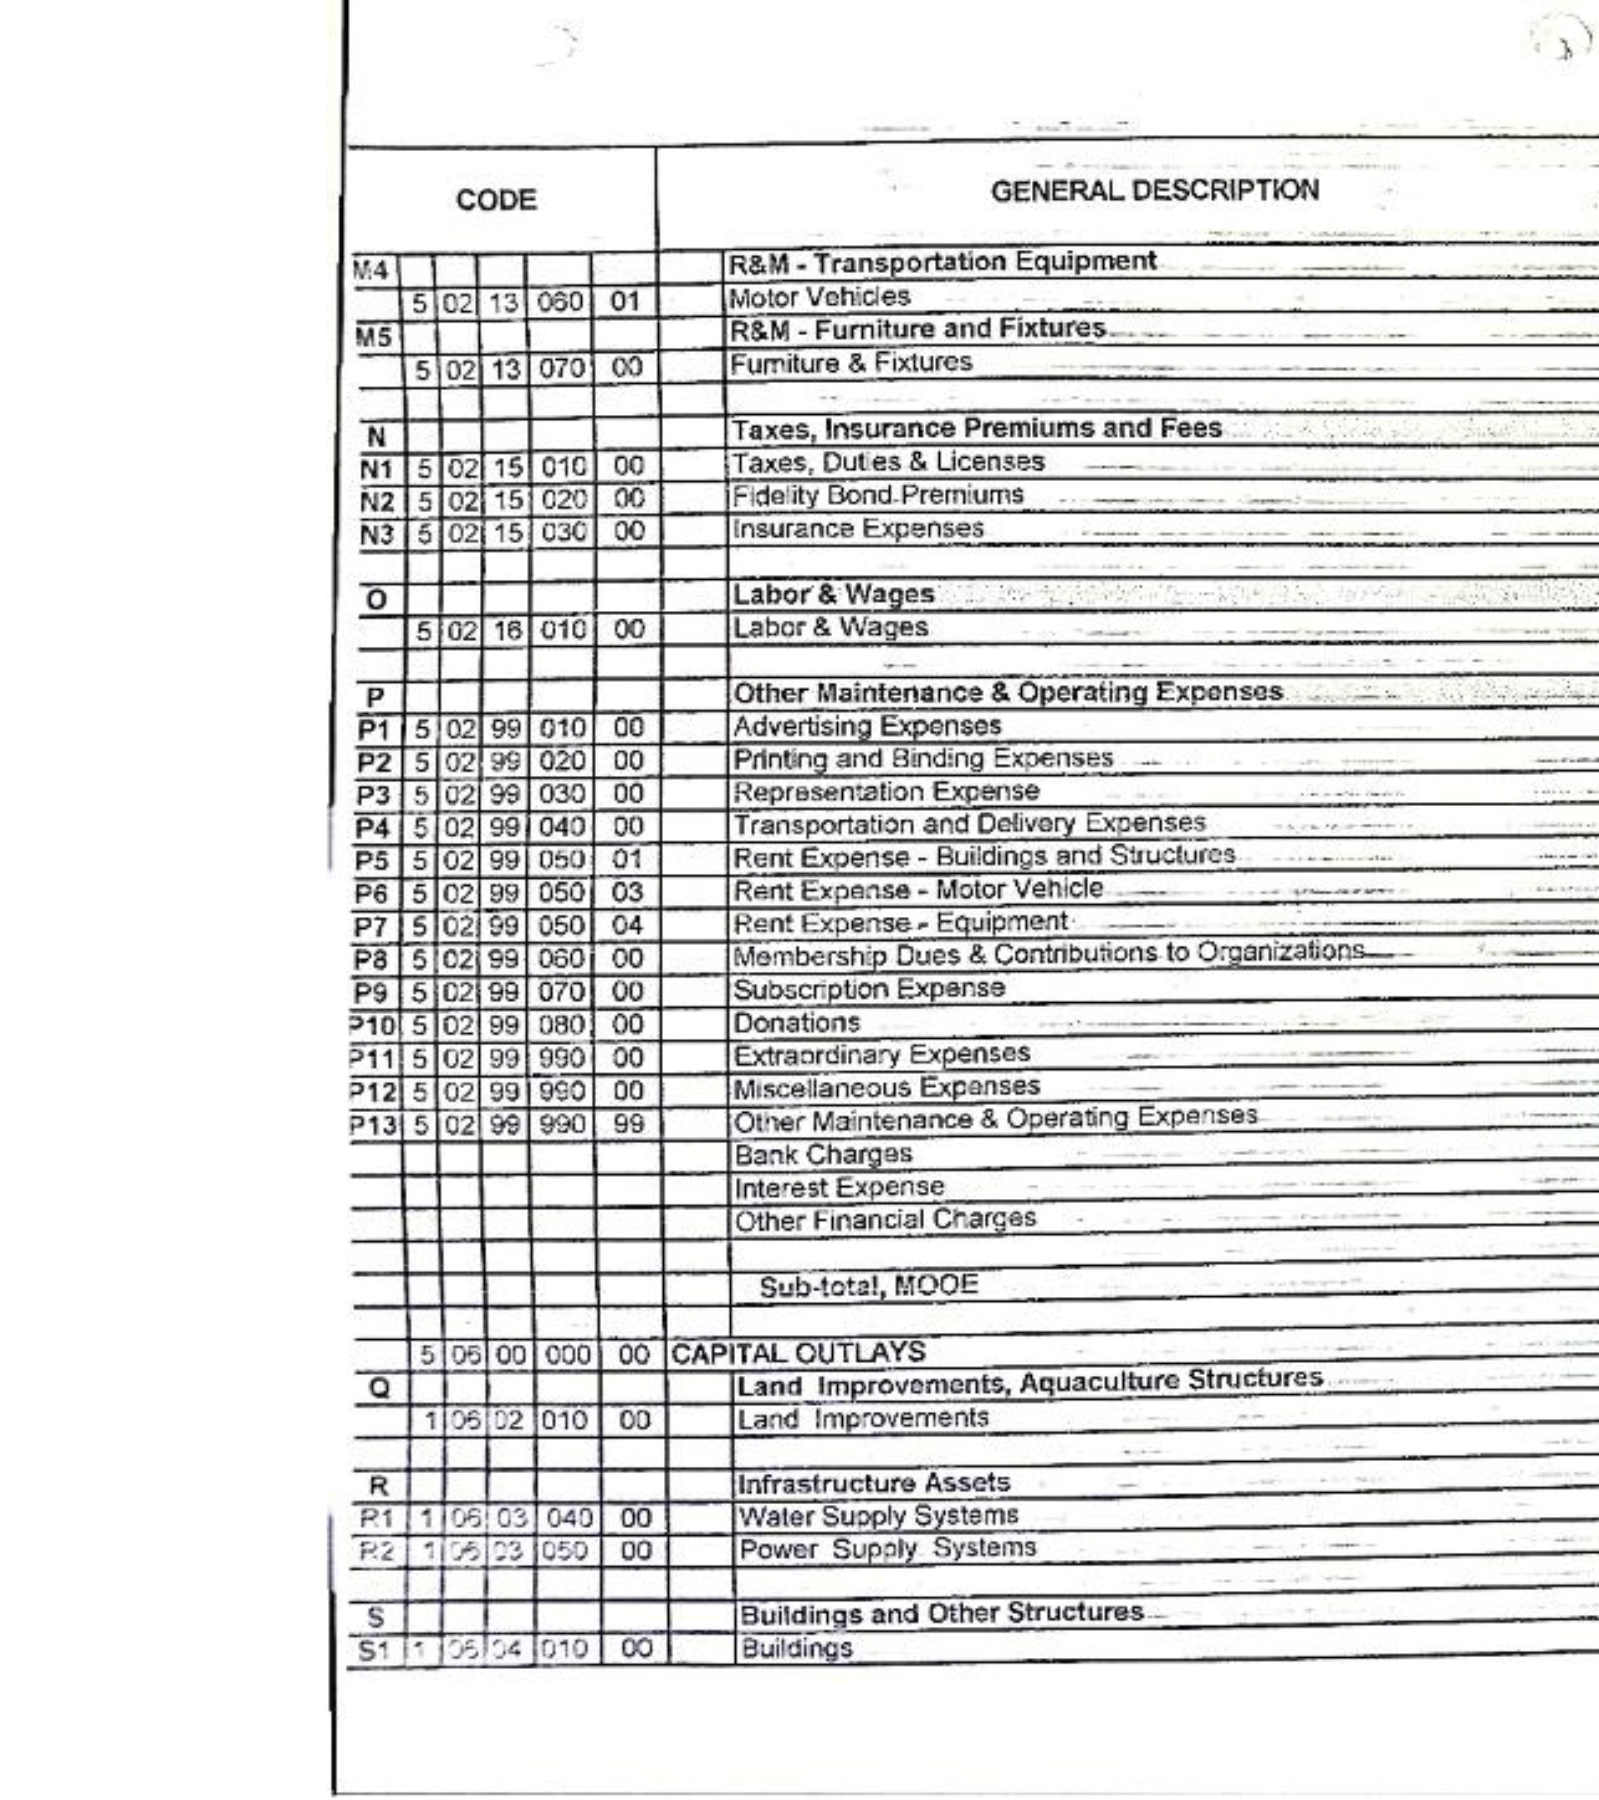 CODE GENERAL DESCRIPTION
M4 R&M - Transportation Equipment
5 02 13 060 01 Motor Vehicles
M5 R&M - Furniture and Fixtures
5 02 13 070 00 Furniture & Fixtures
N Taxes, Insurance Premiums and Fees
N1 5 02 15 010 00 Taxes, Duties & Licenses
N2 5 02 15 020 00 Fidelity Bond Premiums
N3 5 02 15 030 00 Insurance Expenses
O Labor & Wages
5 02 16 010 00 Labor & Wages
P Other Maintenance & Operating Expenses
P1 5 02 99 010 00 Advertising Expenses
P2 5 02 99 020 00 Printing and Binding Expenses
P3 5 02 99 030 00 Representation Expense
P4 5 02 99 040 00 Transportation and Delivery Expenses
P5 5 02 99 050 01 Rent Expense - Buildings and Structures
P6 5 02 99 050 03 Rent Expense - Motor Vehicle
P7 5 02 99 050 04 Rent Expense - Equipment
P8 5 02 99 060 00 Membership Dues & Contributions to Organizations
P9 5 02 99 070 00 Subscription Expense
P10 5 02 99 080 00 Donations
P11 5 02 99 990 00 Extraordinary Expenses
P12 5 02 99 990 00 Miscellaneous Expenses
P13 5 02 99 990 99 Other Maintenance & Operating Expenses
Bank Charges
Interest Expense
Other Financial Charges
Sub-total, MOOE
5 06 00 000 00 CAPITAL OUTLAYS
Q Land Improvements, Aquaculture Structures
1 06 02 010 00 Land Improvements
R Infrastructure Assets
R1 1 06 03 040 00 Water Supply Systems
R2 1 06 03 050 00 Power Supply Systems
S Buildings and Other Structures
S1 1 06 04 010 00 Buildings